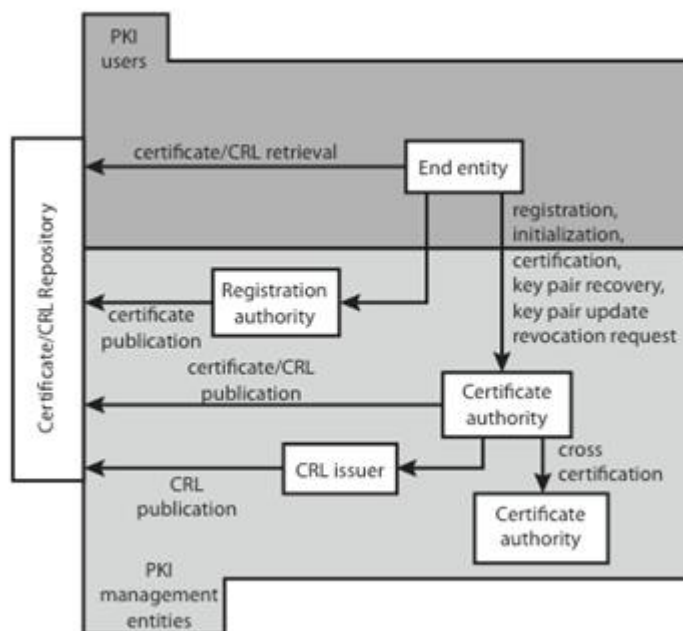 PKI
users
Certificate/CRL Repository
certificate/CRL retrieval
End entity
registration,
initialization,
certification,
key pair recovery,
key pair update
revocation request
Registration
authority
certificate
publication
certificate/CRL
publication
Certificate
authority
CRL issuer
CRL
publication
cross
certification
Certificate
authority
PKI
management
entities